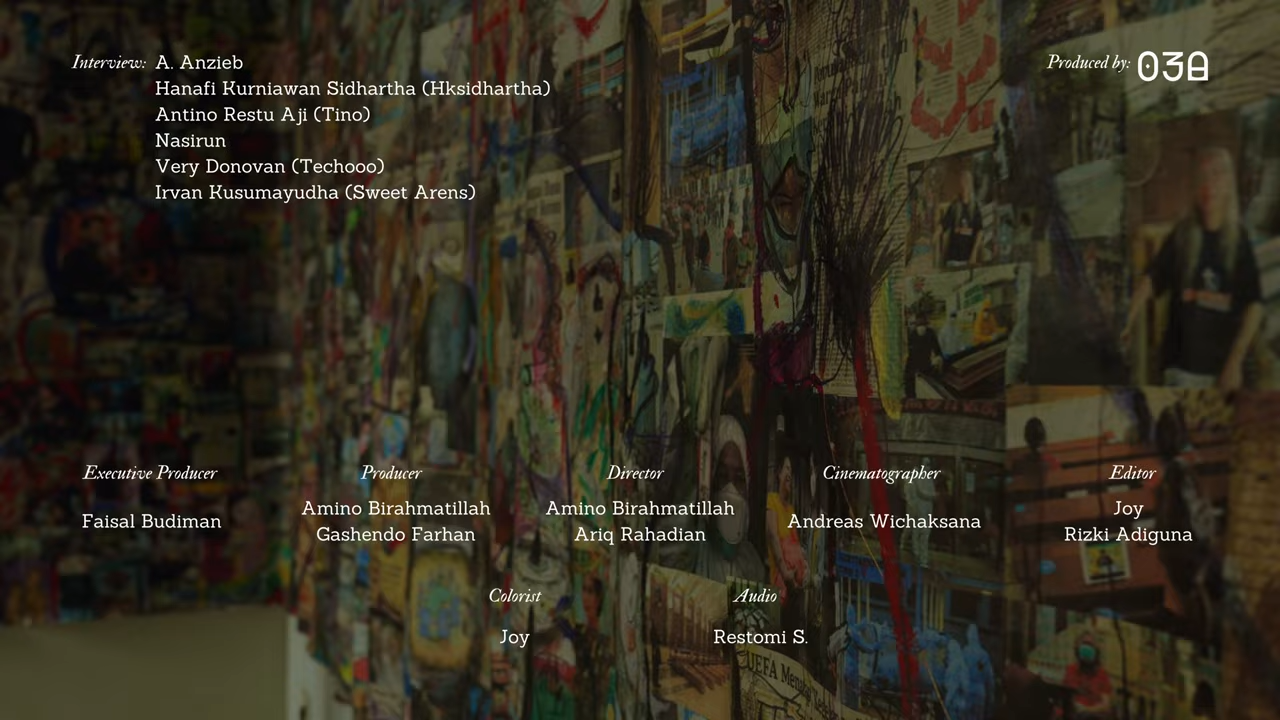 Interview: A. Anzieb
Hanafi Kurniawan Sidhartha (Hksidhartha)
Antino Restu Aji (Tino)
Nasirun
Very Donovan (Techooo)
Irvan Kusumayudha (Sweet Arens)
Produced by: 03A
Executive Producer
Faisal Budiman
Producer
Amino Birahmatillah
Gashendo Farhan
Director
Amino Birahmatillah
Ariq Rahadian
Cinematographer
Andreas Wichaksana
Editor
Joy
Rizki Adiguna
Colorist
Joy
Audio
Restomi S.
UEFA